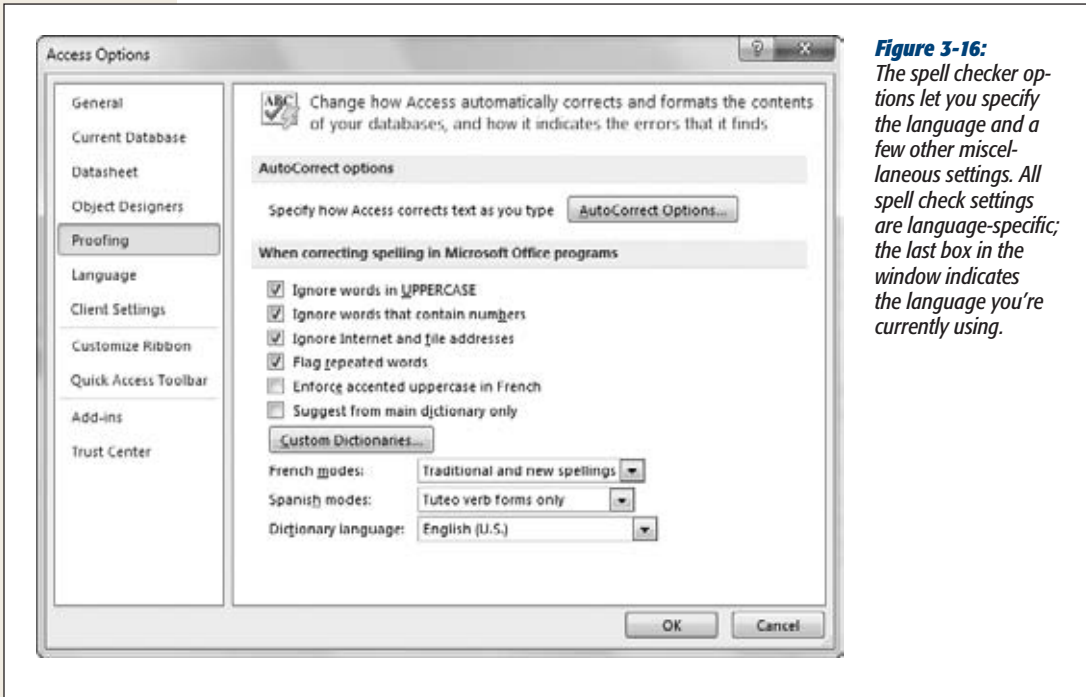 Access Options
General
Current Database
Datasheet
Object Designers
Proofing
Language
Client Settings
Customize Ribbon
Quick Access Toolbar
Add-ins
Trust Center
ABC
Change how Access automatically corrects and formats the contents
of your databases, and how it indicates the errors that it finds
AutoCorrect options
Specify how Access corrects text as you type AutoCorrect Options...
When correcting spelling in Microsoft Office programs
Ignore words in UPPERCASE
Ignore words that contain numbers
Ignore Internet and file addresses
Flag repeated words
Enforce accented uppercase in French
Suggest from main dictionary only
Custom Dictionaries...
French modes: Traditional and new spellings
Spanish modes: Tuteo verb forms only
Dictionary language: English (U.S.)
OK Cancel
Figure 3-16:
The spell checker op-
tions let you specify
the language and a
few other miscel-
laneous settings. All
spell check settings
are language-specific;
the last box in the
window indicates
the language you're
currently using.